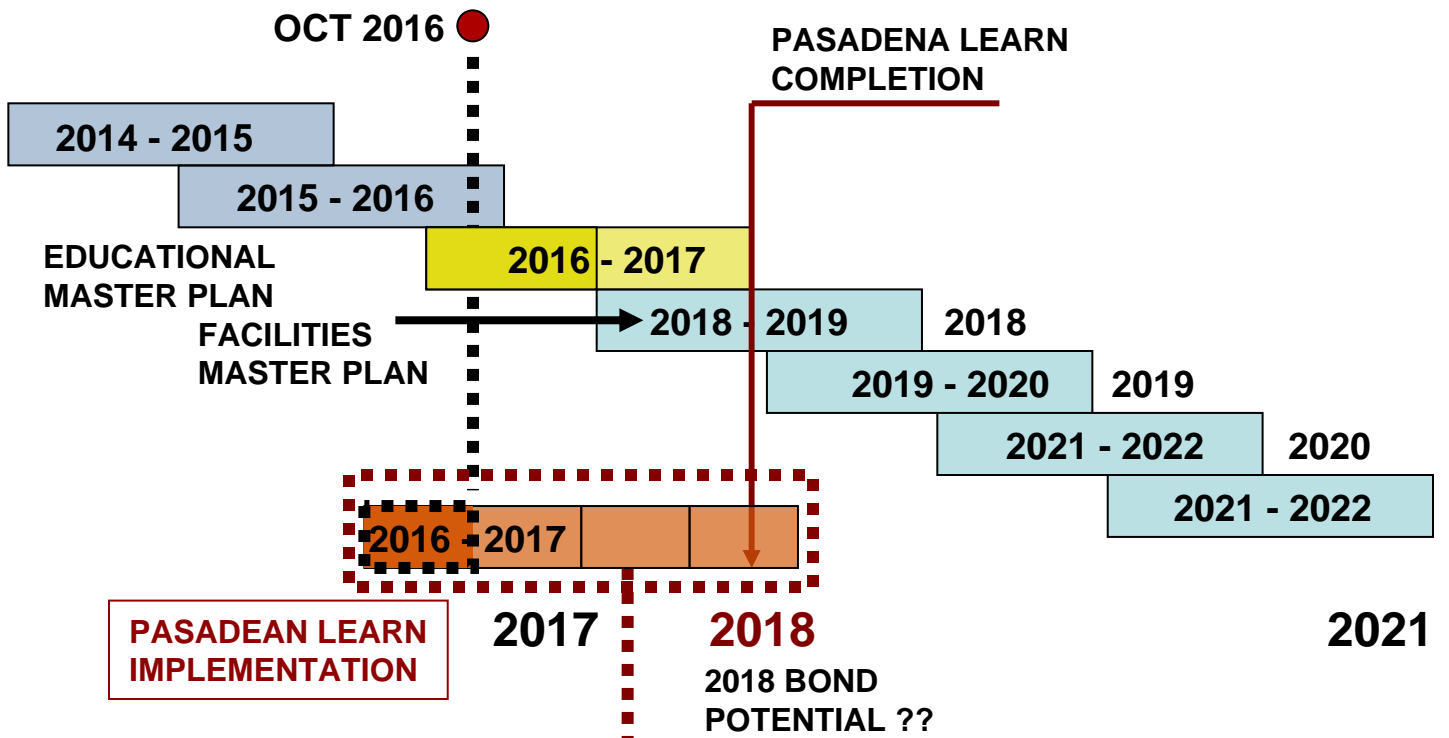 OCT 2016
PASADENA LEARN
COMPLETION
2014 - 2015
2015 - 2016
EDUCATIONAL
MASTER PLAN
2016 - 2017
FACILITIES
MASTER PLAN
2018 - 2019
2018
2019 - 2020
2019
2021 - 2022
2020
2021 - 2022
2016 - 2017
PASADEAN LEARN
IMPLEMENTATION
2017
2018
2021
2018 BOND
POTENTIAL ??